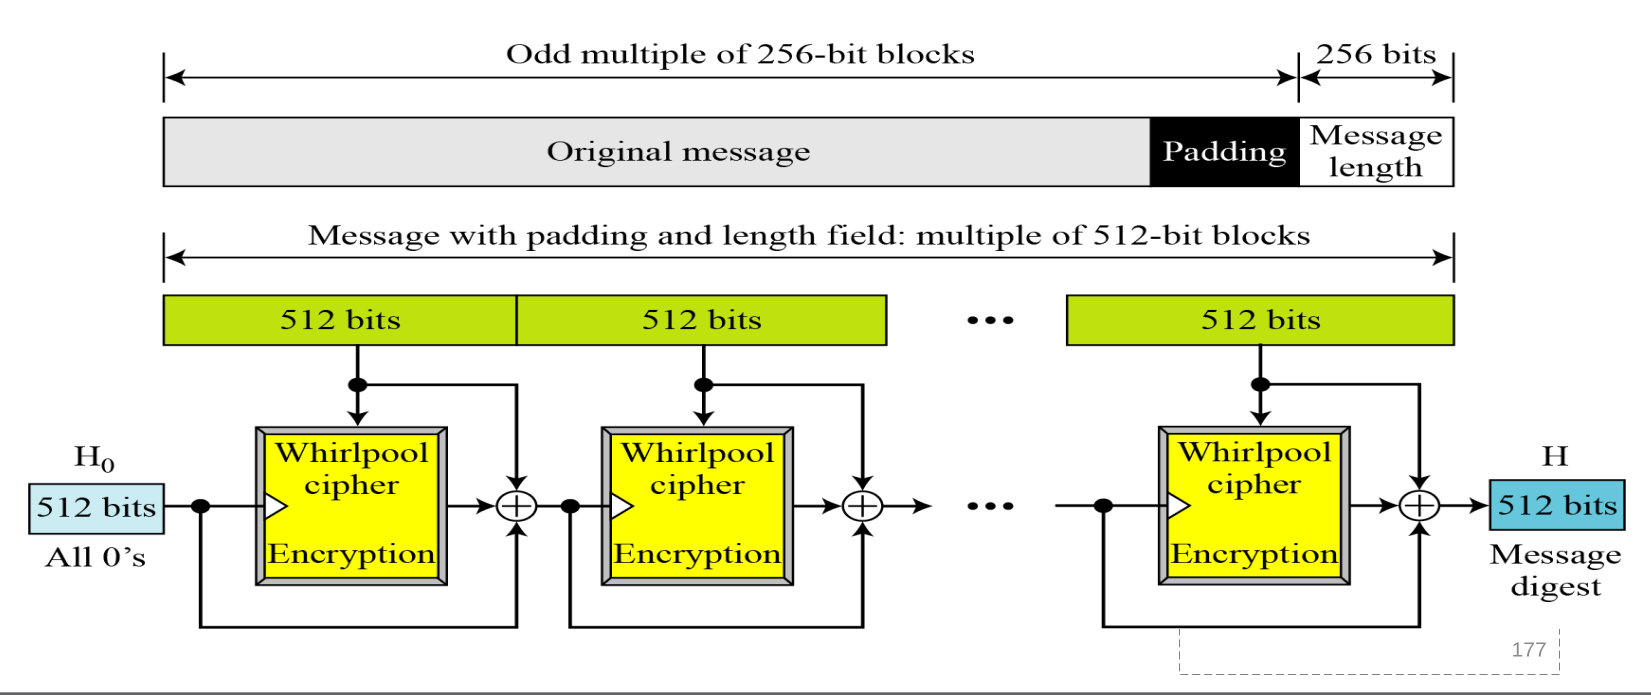 Odd multiple of 256-bit blocks
256 bits
Original message
Padding
Message
length
Message with padding and length field: multiple of 512-bit blocks
512 bits
512 bits
•••
512 bits
H0
512 bits
All 0’s
Whirlpool
cipher
Encryption
+
Whirlpool
cipher
Encryption
+
•••
Whirlpool
cipher
Encryption
+
H
512 bits
Message
digest
177